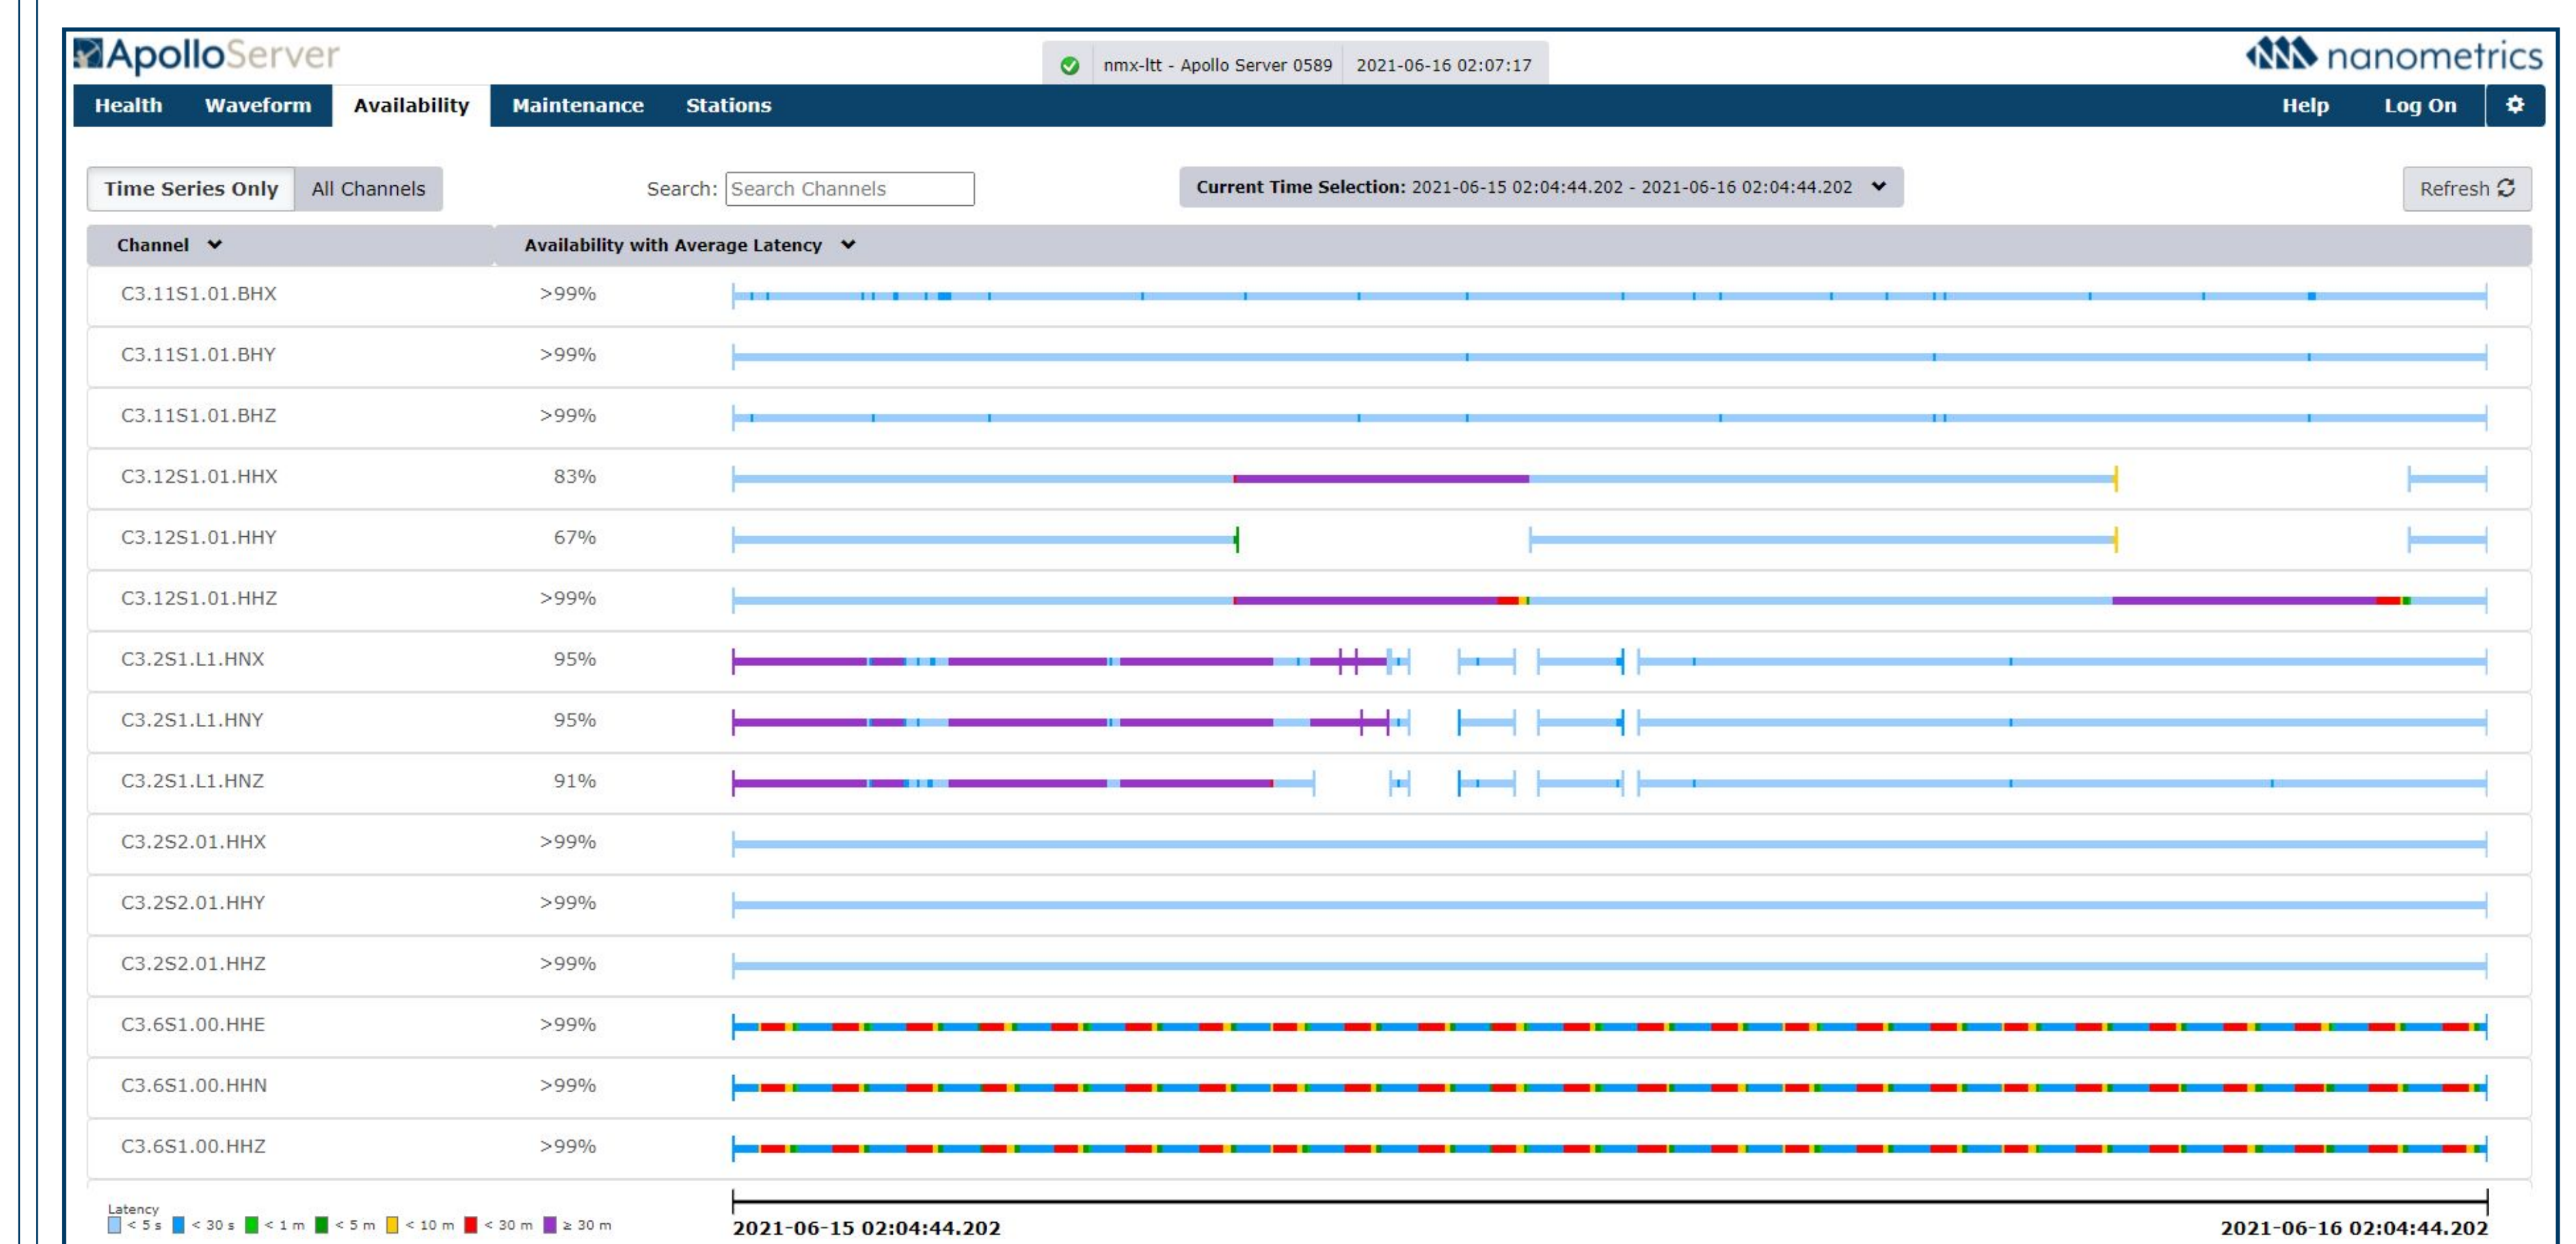 ApolloServer
nmx-ltt - Apollo Server 0589 2021-06-16 02:07:17
nanometrics
Health Waveform Availability Maintenance Stations Help Log On
Time Series Only All Channels Search: Search Channels Current Time Selection: 2021-06-15 02:04:44.202 - 2021-06-16 02:04:44.202 Refresh
Channel Availability with Average Latency
C3.11S1.01.BHX >99%
C3.11S1.01.BHY >99%
C3.11S1.01.BHZ >99%
C3.12S1.01.HHX 83%
C3.12S1.01.HHY 67%
C3.12S1.01.HHZ >99%
C3.2S1.L1.HNX 95%
C3.2S1.L1.HNY 95%
C3.2S1.L1.HNZ 91%
C3.2S2.01.HHX >99%
C3.2S2.01.HHY >99%
C3.2S2.01.HHZ >99%
C3.6S1.00.HHE >99%
C3.6S1.00.HHN >99%
C3.6S1.00.HHZ >99%
Latency
< 5 s < 30 s < 1 m < 5 m < 10 m < 30 m ≥ 30 m
2021-06-15 02:04:44.202 2021-06-16 02:04:44.202